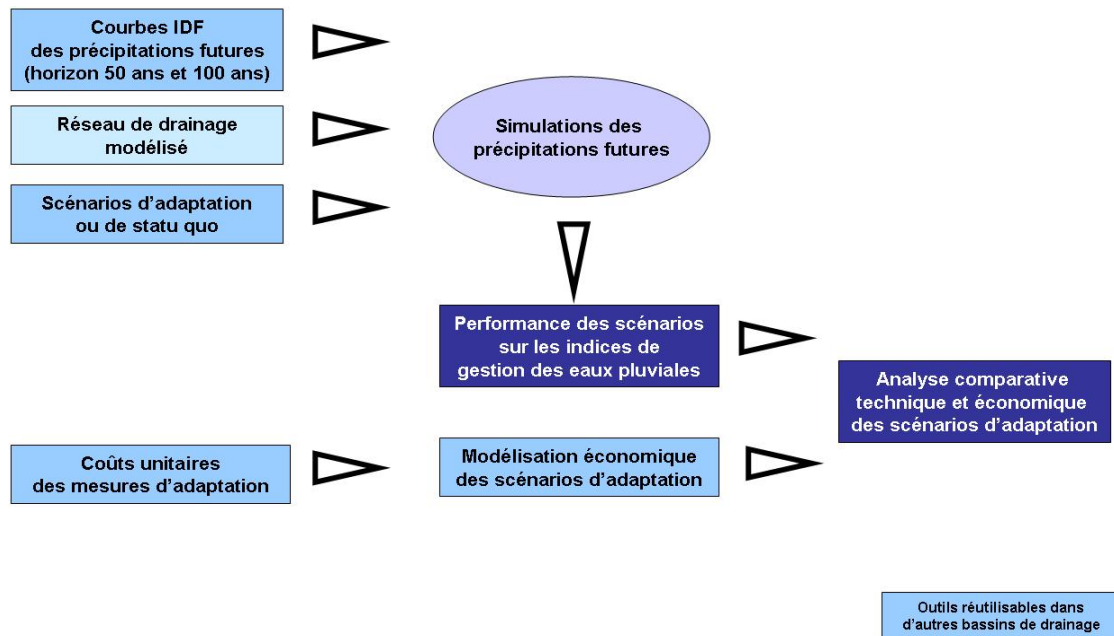 Courbes IDF
des précipitations futures
(horizon 50 ans et 100 ans)
Réseau de drainage
modélisé
Scénarios d'adaptation
ou de statu quo
Simulations des
précipitations futures
Performance des scénarios
sur les indices de
gestion des eaux pluviales
Analyse comparative
technique et économique
des scénarios d'adaptation
Coûts unitaires
des mesures d'adaptation
Modélisation économique
des scénarios d'adaptation
Outils réutilisables dans
d'autres bassins de drainage